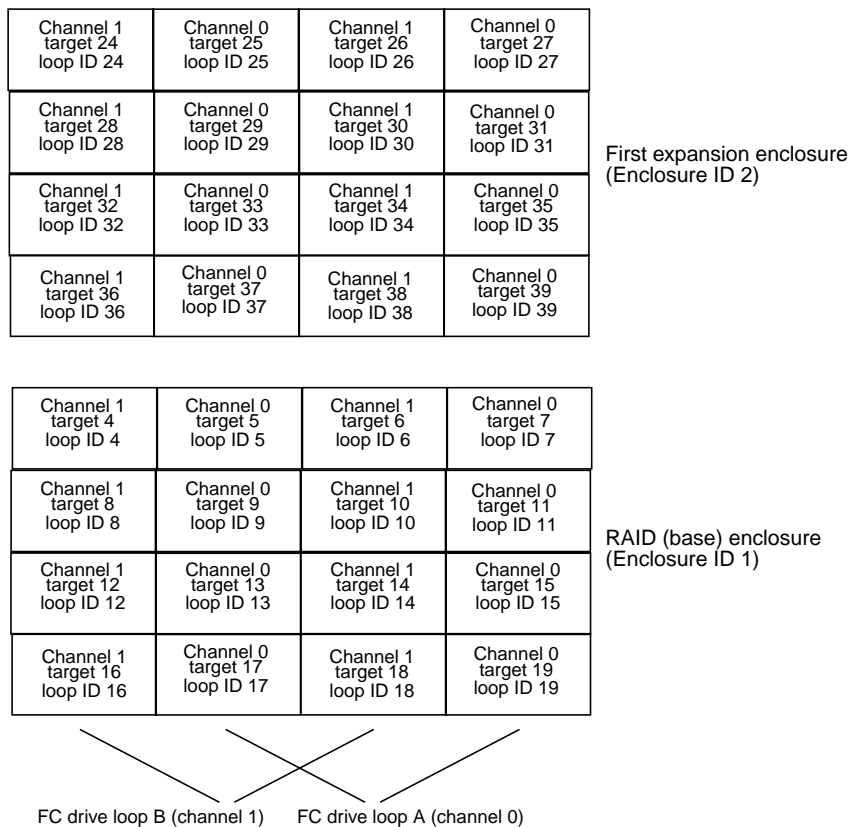 Channel 1
target 24
loop ID 24
Channel 0
target 25
loop ID 25
Channel 1
target 26
loop ID 26
Channel 0
target 27
loop ID 27
Channel 1
target 28
loop ID 28
Channel 0
target 29
loop ID 29
Channel 1
target 30
loop ID 30
Channel 0
target 31
loop ID 31
Channel 1
target 32
loop ID 32
Channel 0
target 33
loop ID 33
Channel 1
target 34
loop ID 34
Channel 0
target 35
loop ID 35
Channel 1
target 36
loop ID 36
Channel 0
target 37
loop ID 37
Channel 1
target 38
loop ID 38
Channel 0
target 39
loop ID 39
First expansion enclosure
(Enclosure ID 2)
Channel 1
target 4
loop ID 4
Channel 0
target 5
loop ID 5
Channel 1
target 6
loop ID 6
Channel 0
target 7
loop ID 7
Channel 1
target 8
loop ID 8
Channel 0
target 9
loop ID 9
Channel 1
target 10
loop ID 10
Channel 0
target 11
loop ID 11
Channel 1
target 12
loop ID 12
Channel 0
target 13
loop ID 13
Channel 1
target 14
loop ID 14
Channel 0
target 15
loop ID 15
Channel 1
target 16
loop ID 16
Channel 0
target 17
loop ID 17
Channel 1
target 18
loop ID 18
Channel 0
target 19
loop ID 19
RAID (base) enclosure
(Enclosure ID 1)
FC drive loop B (channel 1)
FC drive loop A (channel 0)